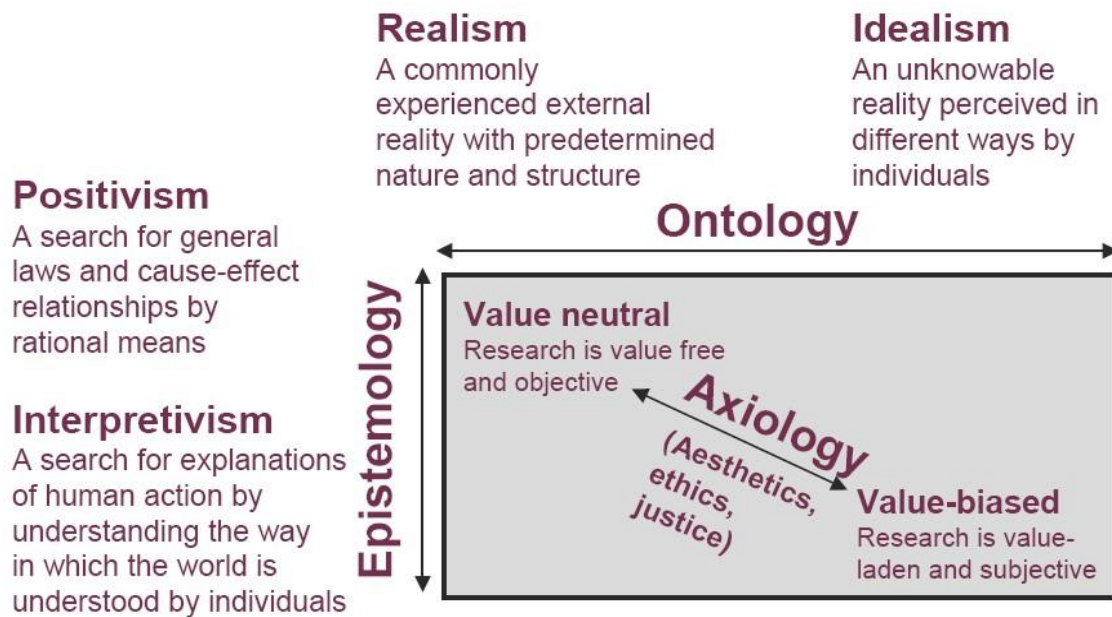 Realism
A commonly
experienced external
reality with predetermined
nature and structure
Idealism
An unknowable
reality perceived in
different ways by
individuals
Positivism
A search for general
laws and cause-effect
relationships by
rational means
Interpretivism
A search for explanations
of human action by
understanding the way
in which the world is
understood by individuals
Ontology
Epistemology
Value neutral
Research is value free
and objective
Axiology
(Aesthetics,
ethics,
justice)
Value-biased
Research is value-
laden and subjective